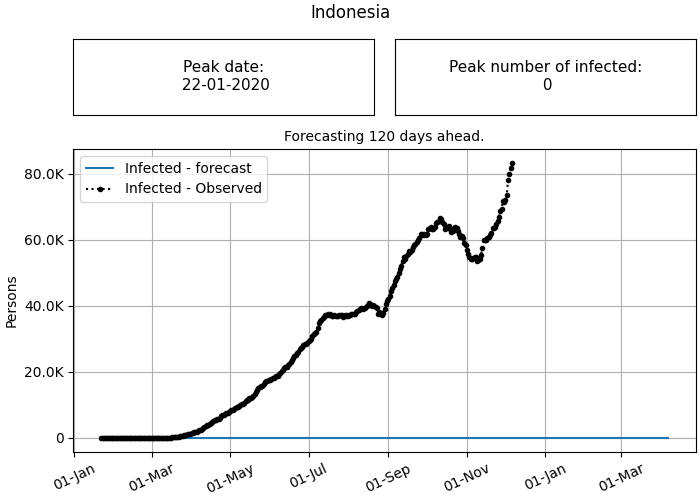 Indonesia
Peak date:
22-01-2020
Peak number of infected:
0
Forecasting 120 days ahead.
Infected - forecast
Infected - Observed
80.0K
60.0K
40.0K
20.0K
0
Persons
01-Jan
01-Mar
01-May
01-Jul
01-Sep
01-Nov
01-Jan
01-Mar